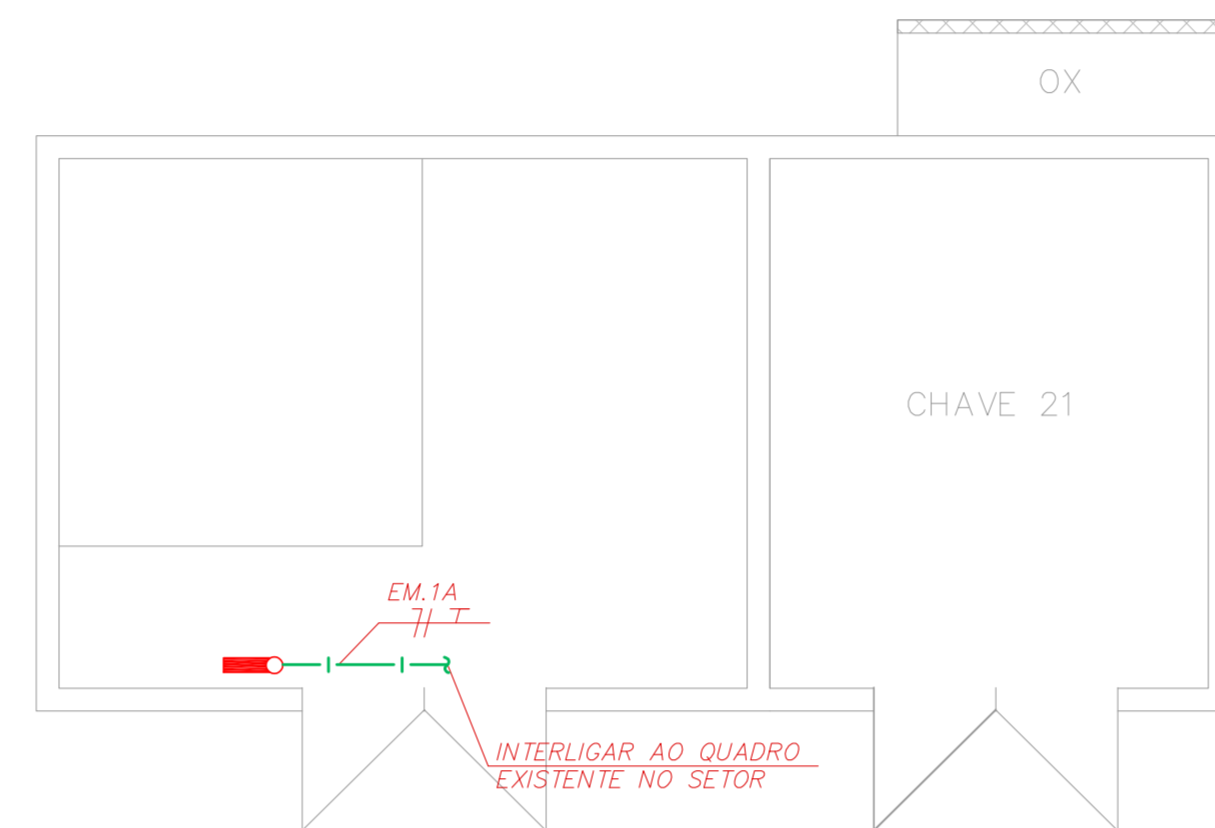 OX
CHAVE 21
EM.1A
T
INTERLIGAR AO QUADRO
EXISTENTE NO SETOR